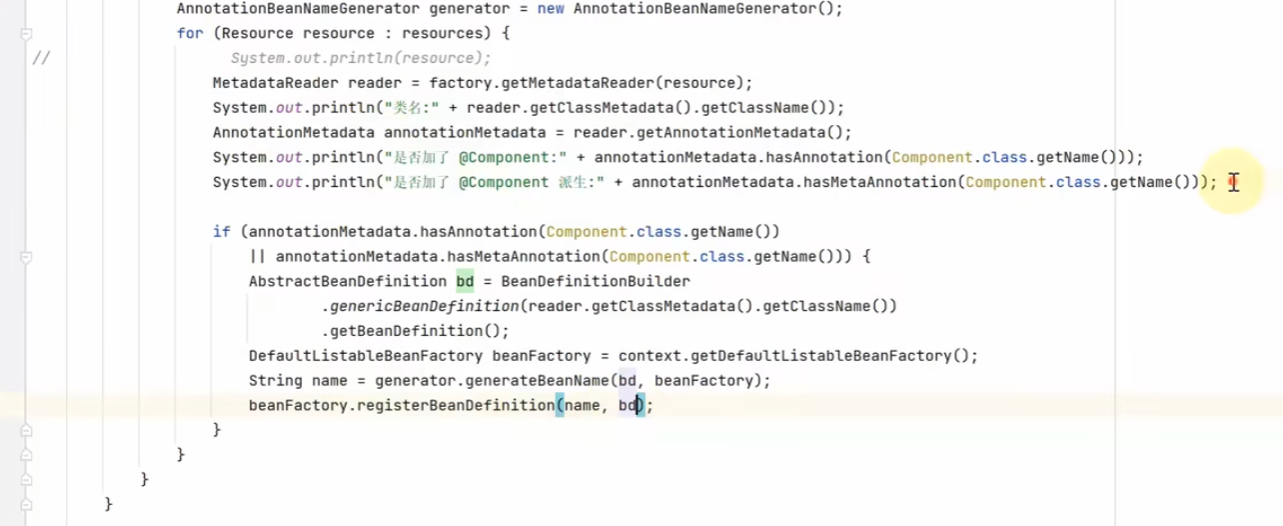 AnnotationBeanNameGenerator generator = new AnnotationBeanNameGenerator();
for (Resource resource : resources) {
//                    System.out.println(resource);
MetadataReader reader = factory.getMetadataReader(resource);
System.out.println("类名:" + reader.getClassMetadata().getClassName());
AnnotationMetadata annotationMetadata = reader.getAnnotationMetadata();
System.out.println("是否加了 @Component:" + annotationMetadata.hasAnnotation(Component.class.getName()));
System.out.println("是否加了 @Component 派生:" + annotationMetadata.hasMetaAnnotation(Component.class.getName()));
if (annotationMetadata.hasAnnotation(Component.class.getName())
|| annotationMetadata.hasMetaAnnotation(Component.class.getName())) {
AbstractBeanDefinition bd = BeanDefinitionBuilder
.genericBeanDefinition(reader.getClassMetadata().getClassName())
.getBeanDefinition();
DefaultListableBeanFactory beanFactory = context.getDefaultListableBeanFactory();
String name = generator.generateBeanName(bd, beanFactory);
beanFactory.registerBeanDefinition(name, bd);
}
}
}
}